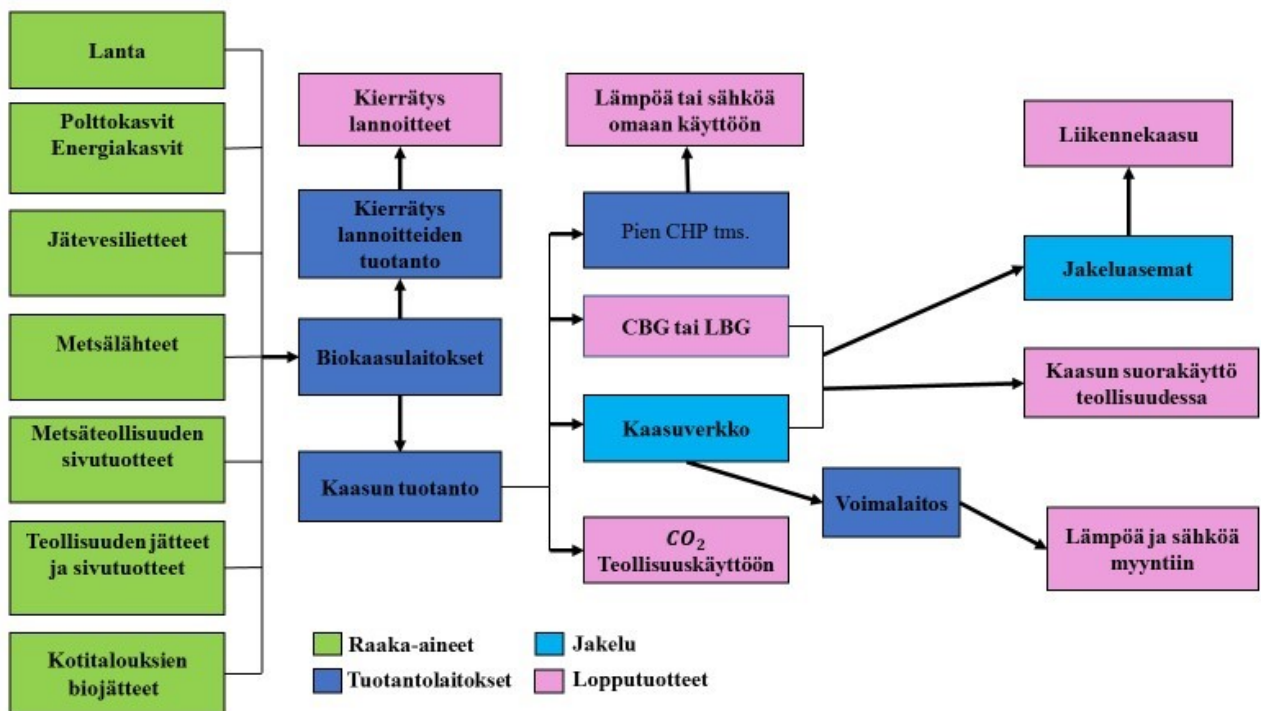 Lanta
Polttokasvit
Energiakasvit
Jätevesilietteet
Metsälähteet
Metsäteollisuuden
sivutuotteet
Teollisuuden jätteet
ja sivutuotteet
Kotitalouksien
biojätteet
Kierrätys
lannoitteet
Kierrätys
lannoitteiden
tuotanto
Biokaasulaitokset
Kaasun tuotanto
Lämpöä tai sähköä
omaan käyttöön
Pien CHP tms.
CBG tai LBG
Kaasuverkko
CO₂
Teollisuuskäyttöön
Voimalaitos
Liikennekaasu
Jakeluasemat
Kaasun suorakäyttö
teollisuudessa
Lämpöä ja sähköä
myyntiin
Raaka-aineet
Jakelu
Tuotantolaitokset
Lopputuotteet